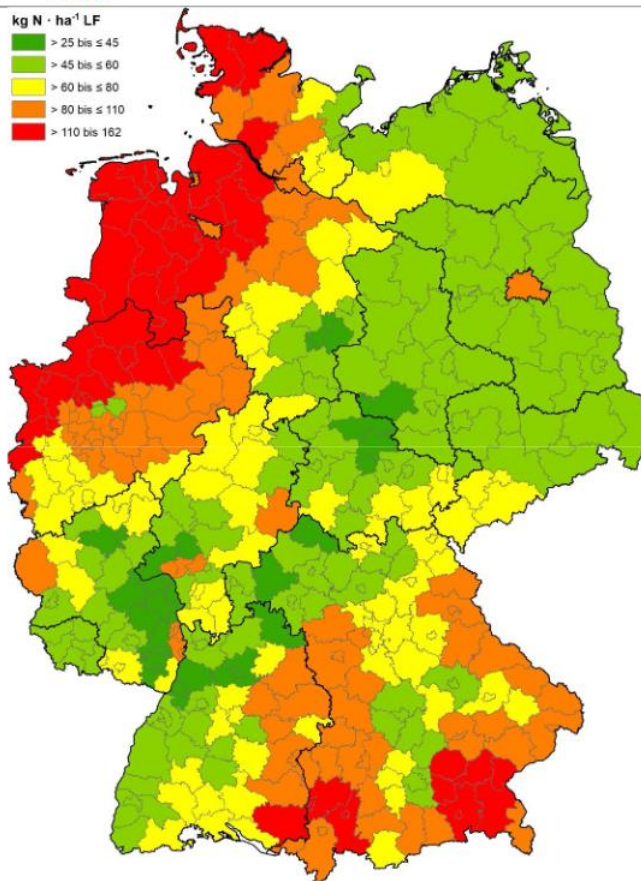 kg N · ha⁻¹ LF
> 25 bis ≤ 45
> 45 bis ≤ 60
> 60 bis ≤ 80
> 80 bis ≤ 110
> 110 bis 162